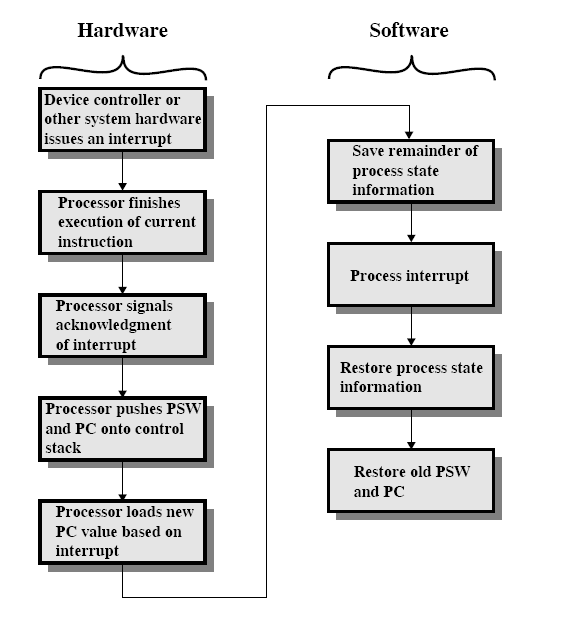 Hardware
Device controller or
other system hardware
issues an interrupt
Processor finishes
execution of current
instruction
Processor signals
acknowledgment
of interrupt
Processor pushes PSW
and PC onto control
stack
Processor loads new
PC value based on
interrupt
Software
Save remainder of
process state
information
Process interrupt
Restore process state
information
Restore old PSW
and PC